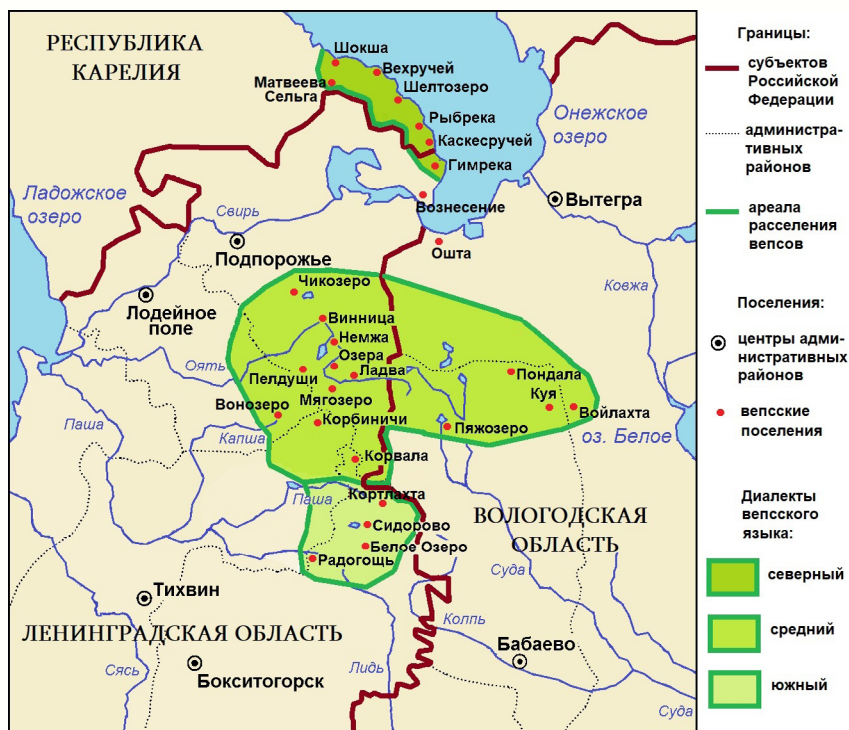 РЕСПУБЛИКА
КАРЕЛИЯ
Шокша
Вехручей
Матвеева
Сельга
Шелтозеро
Рыбрека
Каскесручей
Гимрека
Онежское
озеро
Ладожское
озеро
Свирь
Вознесение
Вытегра
Подпорожье
Ошта
Ковжа
Чикозеро
Лодейное
поле
Винница
Немжа
Озера
Оять
Ладва
Пелдуши
Пондала
Мягозеро
Куя
Вонозеро
Войлахта
Паша
Корбиничи
Пяжозеро
Капша
оз. Белое
Корвала
Паша
Кортлахта
ВОЛОГОДСКАЯ
ОБЛАСТЬ
Сидорово
Белое Озеро
Радогощь
Суда
Тихвин
Колпь
ЛЕНИНГРАДСКАЯ ОБЛАСТЬ
Бабаево
Сясь
Бокситогорск
Лидь
Суда
Границы:
субъектов
Российской
Федерации
администра-
тивных
районов
ареала
расселения
вепсов
Поселения:
центры адми-
нистративных
районов
вепсские
поселения
Диалекты
вепсского
языка:
северный
средний
южный